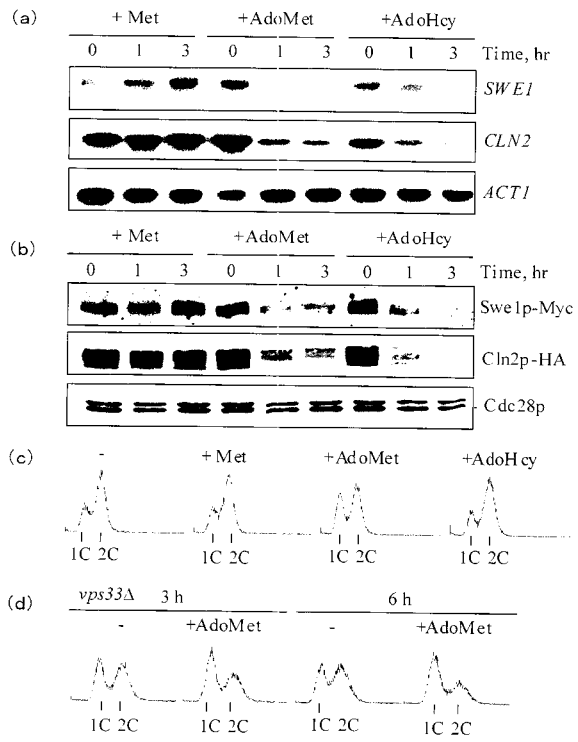 (a)
+ Met +AdoMet +AdoHcy
0 1 3 0 1 3 0 1 3 Time, hr
SWE1
CLN2
ACT1
(b)
+ Met +AdoMet +AdoHcy
0 1 3 0 1 3 0 1 3 Time, hr
Swe1p-Myc
Cln2p-HA
Cdc28p
(c)
- + Met +AdoMet +AdoHcy
1C 2C 1C 2C 1C 2C 1C 2C
(d)
vps33Δ 3 h 6 h
- +AdoMet - +AdoMet
1C 2C 1C 2C 1C 2C 1C 2C